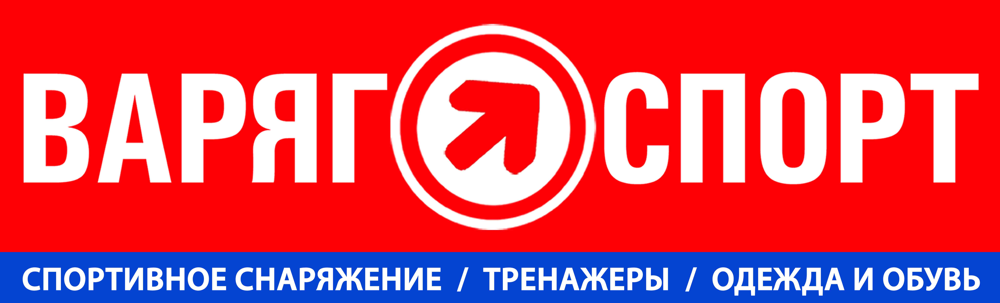 ВАРЯГ СПОРТ
СПОРТИВНОЕ СНАРЯЖЕНИЕ / ТРЕНАЖЕРЫ / ОДЕЖДА И ОБУВЬ